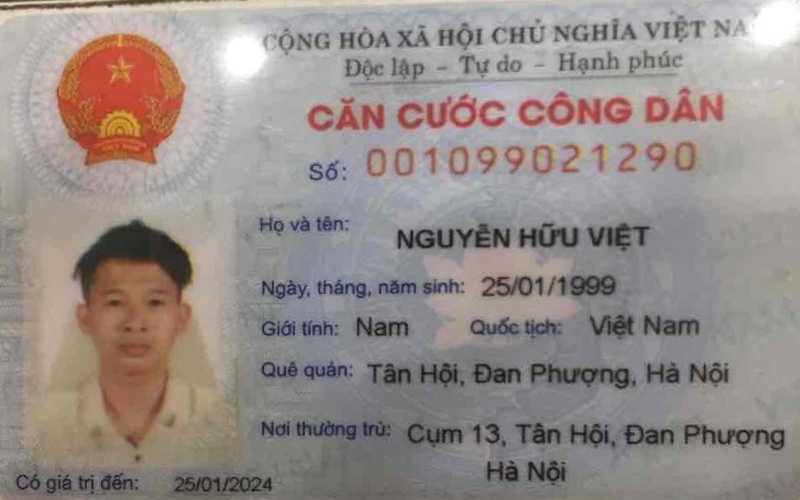 CỘNG HÒA XÃ HỘI CHỦ NGHĨA VIỆT NA
Độc lập – Tự do – Hạnh phúc
CĂN CƯỚC CÔNG DÂN
Số: 001099021290
Họ và tên: NGUYỄN HỮU VIỆT
Ngày, tháng, năm sinh: 25/01/1999
Giới tính: Nam Quốc tịch: Việt Nam
Quê quán: Tân Hội, Đan Phượng, Hà Nội
Nơi thường trú: Cụm 13, Tân Hội, Đan Phượng
Hà Nội
Có giá trị đến: 25/01/2024